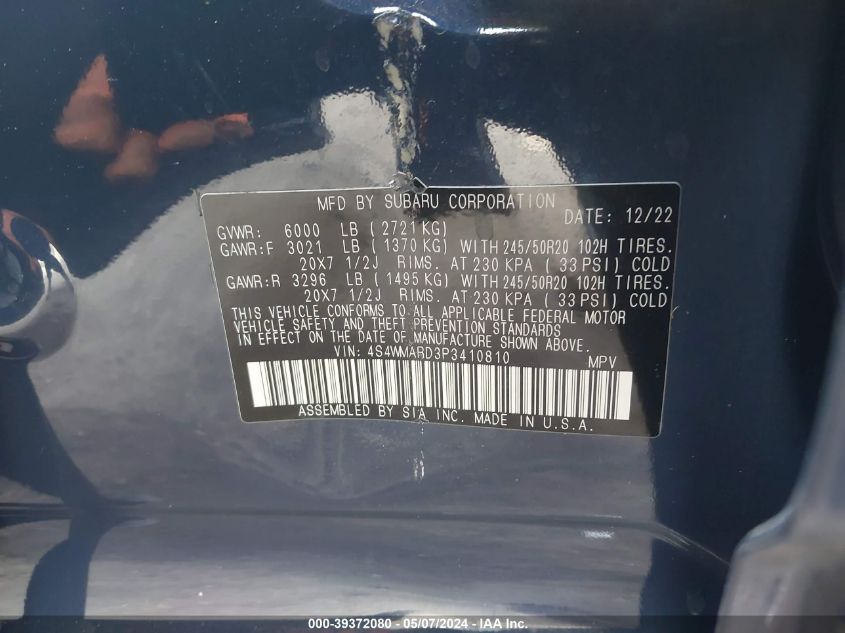 MFD BY SUBARU CORPORATION
DATE: 12/22
GVWR: 6000 LB ( 2721 KG)
GAWR:F 3021 LB ( 1370 KG) WITH 245/50R20 102H TIRES.
20X7 1/2J RIMS. AT 230 KPA ( 33 PSI) COLD
GAWR:R 3296 LB ( 1495 KG) WITH 245/50R20 102H TIRES.
20X7 1/2J RIMS. AT 230 KPA ( 33 PSI) COLD
THIS VEHICLE CONFORMS TO ALL APPLICABLE FEDERAL MOTOR
VEHICLE SAFETY AND THEFT PREVENTION STANDARDS
IN EFFECT ON THE DATE OF MANUFACTURE SHOWN ABOVE.
VIN: 4S4WMARD3P3410810 MPV
ASSEMBLED BY SIA INC. MADE IN U.S.A.
000-39372080 - 05/07/2024 - IAA Inc.